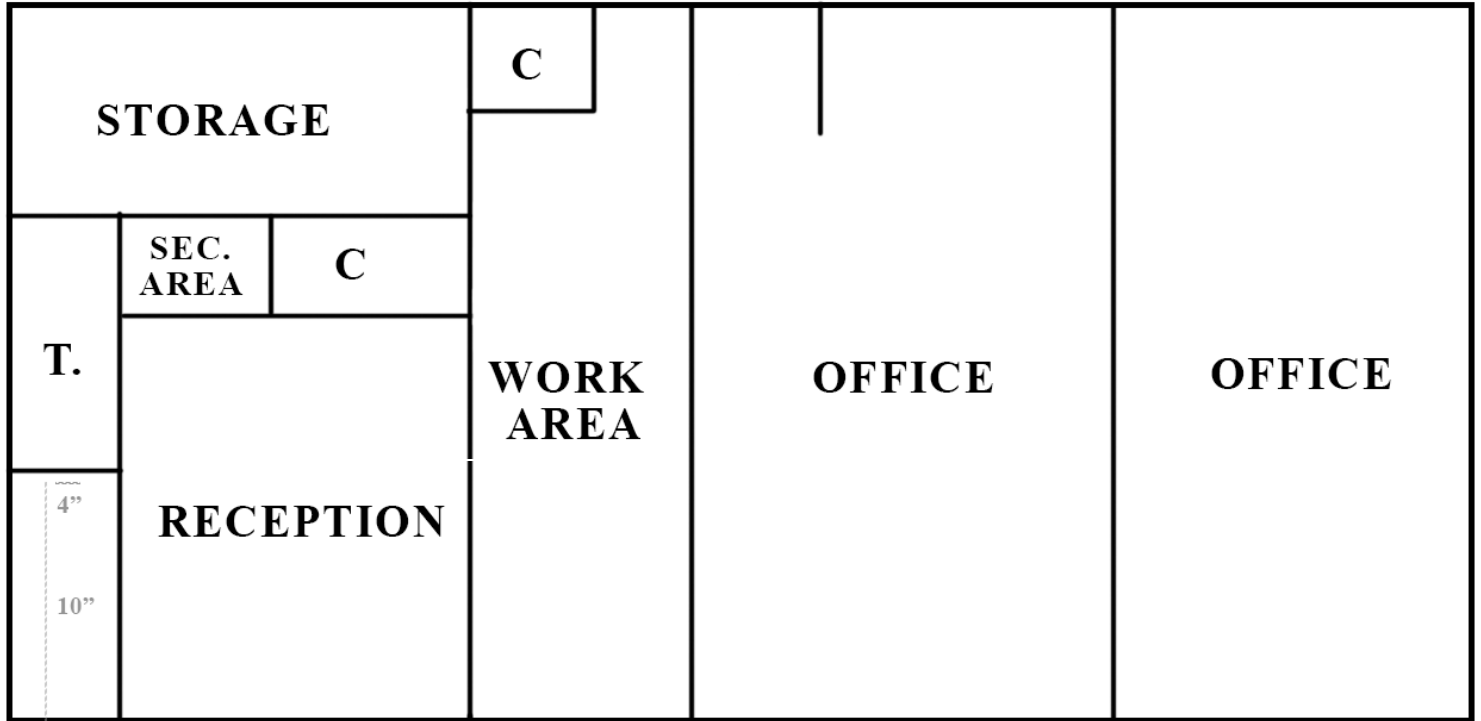 C
STORAGE
SEC.
AREA
C
T.
WORK
AREA
OFFICE
OFFICE
4”
RECEPTION
10”